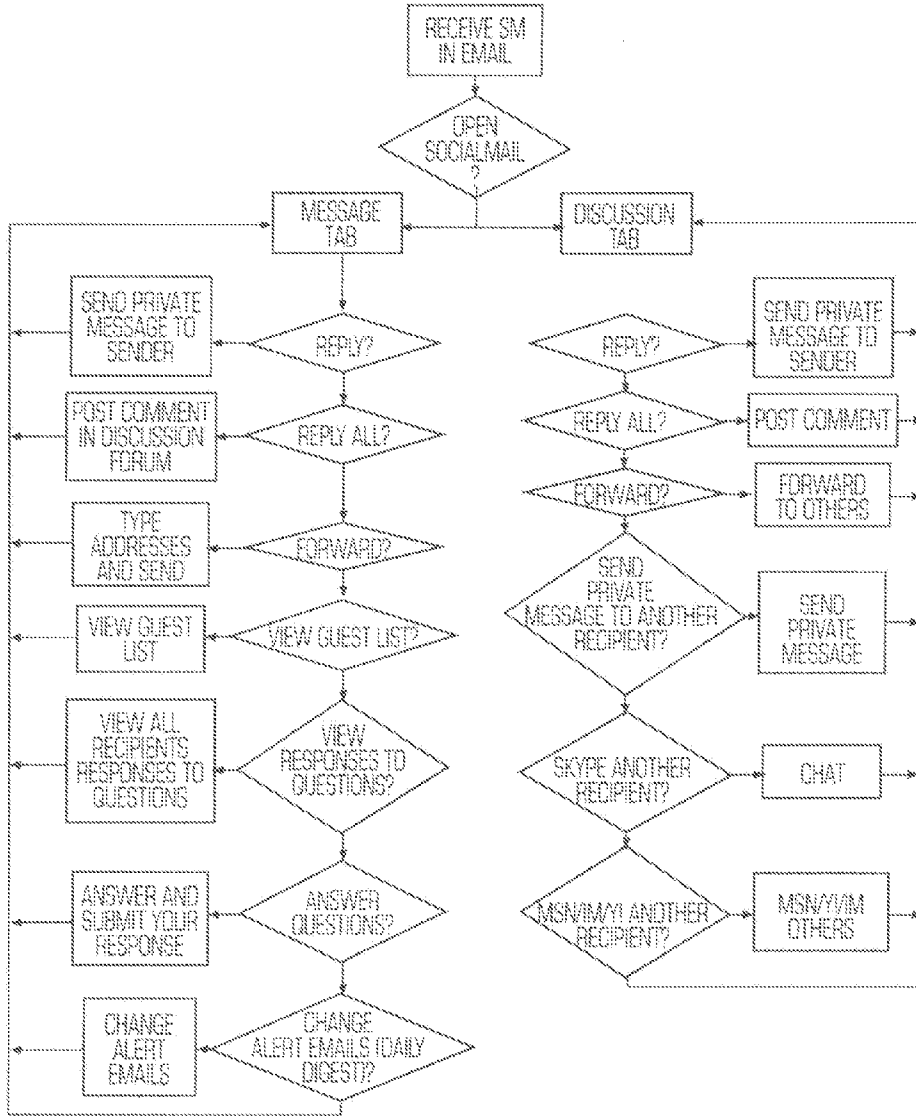 RECEIVE SM
IN EMAIL
OPEN
SOCIALMAIL
?
MESSAGE
TAB
DISCUSSION
TAB
SEND PRIVATE
MESSAGE TO
SENDER
REPLY?
POST COMMENT
IN DISCUSSION
FORUM
REPLY ALL?
TYPE
ADDRESSES
AND SEND
FORWARD?
VIEW GUEST
LIST
VIEW GUEST LIST?
VIEW ALL
RECIPIENTS
RESPONSES TO
QUESTIONS
VIEW
RESPONSES TO
QUESTIONS?
ANSWER AND
SUBMIT YOUR
RESPONSE
ANSWER
QUESTIONS?
CHANGE
ALERT
EMAILS
CHANGE
ALERT EMAILS (DAILY
DIGEST)?
REPLY?
SEND PRIVATE
MESSAGE TO
SENDER
REPLY ALL?
POST COMMENT
FORWARD?
FORWARD
TO OTHERS
SEND
PRIVATE
MESSAGE TO ANOTHER
RECIPIENT?
SEND
PRIVATE
MESSAGE
SKYPE ANOTHER
RECIPIENT?
CHAT
MSN/IM/YI ANOTHER
RECIPIENT?
MSN/YI/IM
OTHERS